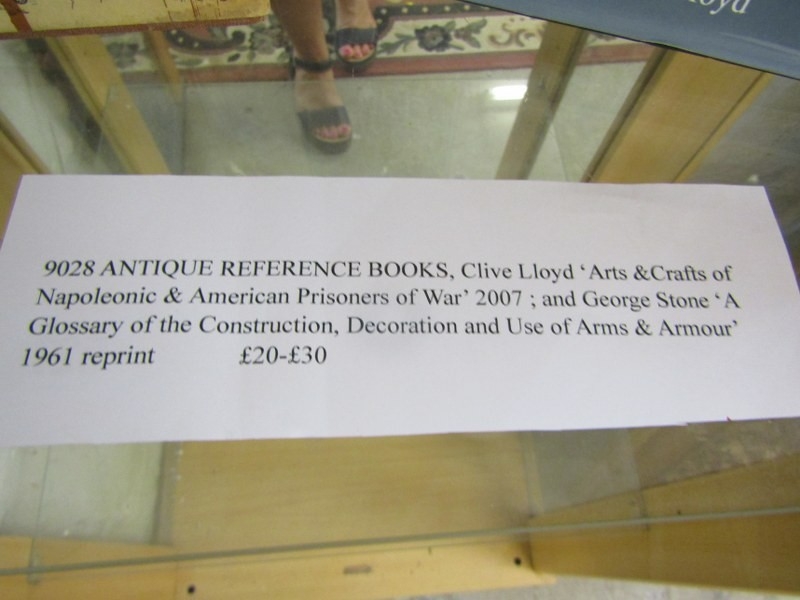 loyd
9028 ANTIQUE REFERENCE BOOKS, Clive Lloyd ‘Arts &Crafts of
Napoleonic & American Prisoners of War’ 2007 ; and George Stone ‘A
Glossary of the Construction, Decoration and Use of Arms & Armour’
1961 reprint £20-£30